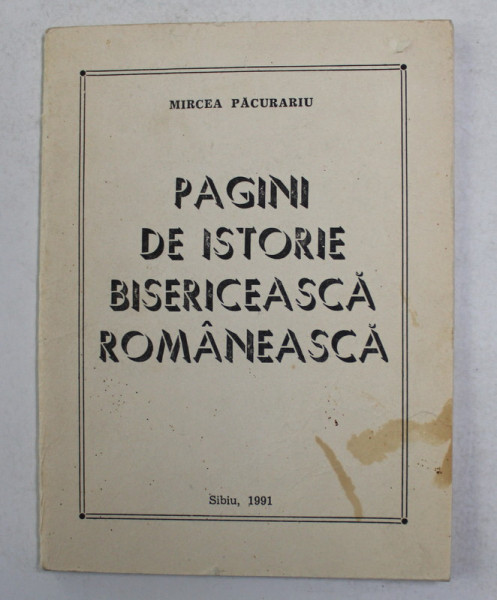 MIRCEA PĂCURARIU
PAGINI
DE ISTORIE
BISERICEASCĂ
ROMÂNEASCĂ
Sibiu, 1991